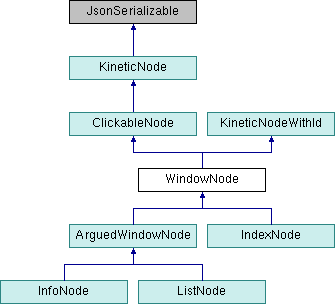 JsonSerializable
KineticNode
ClickableNode KineticNodeWithId
WindowNode
ArguedWindowNode IndexNode
InfoNode ListNode